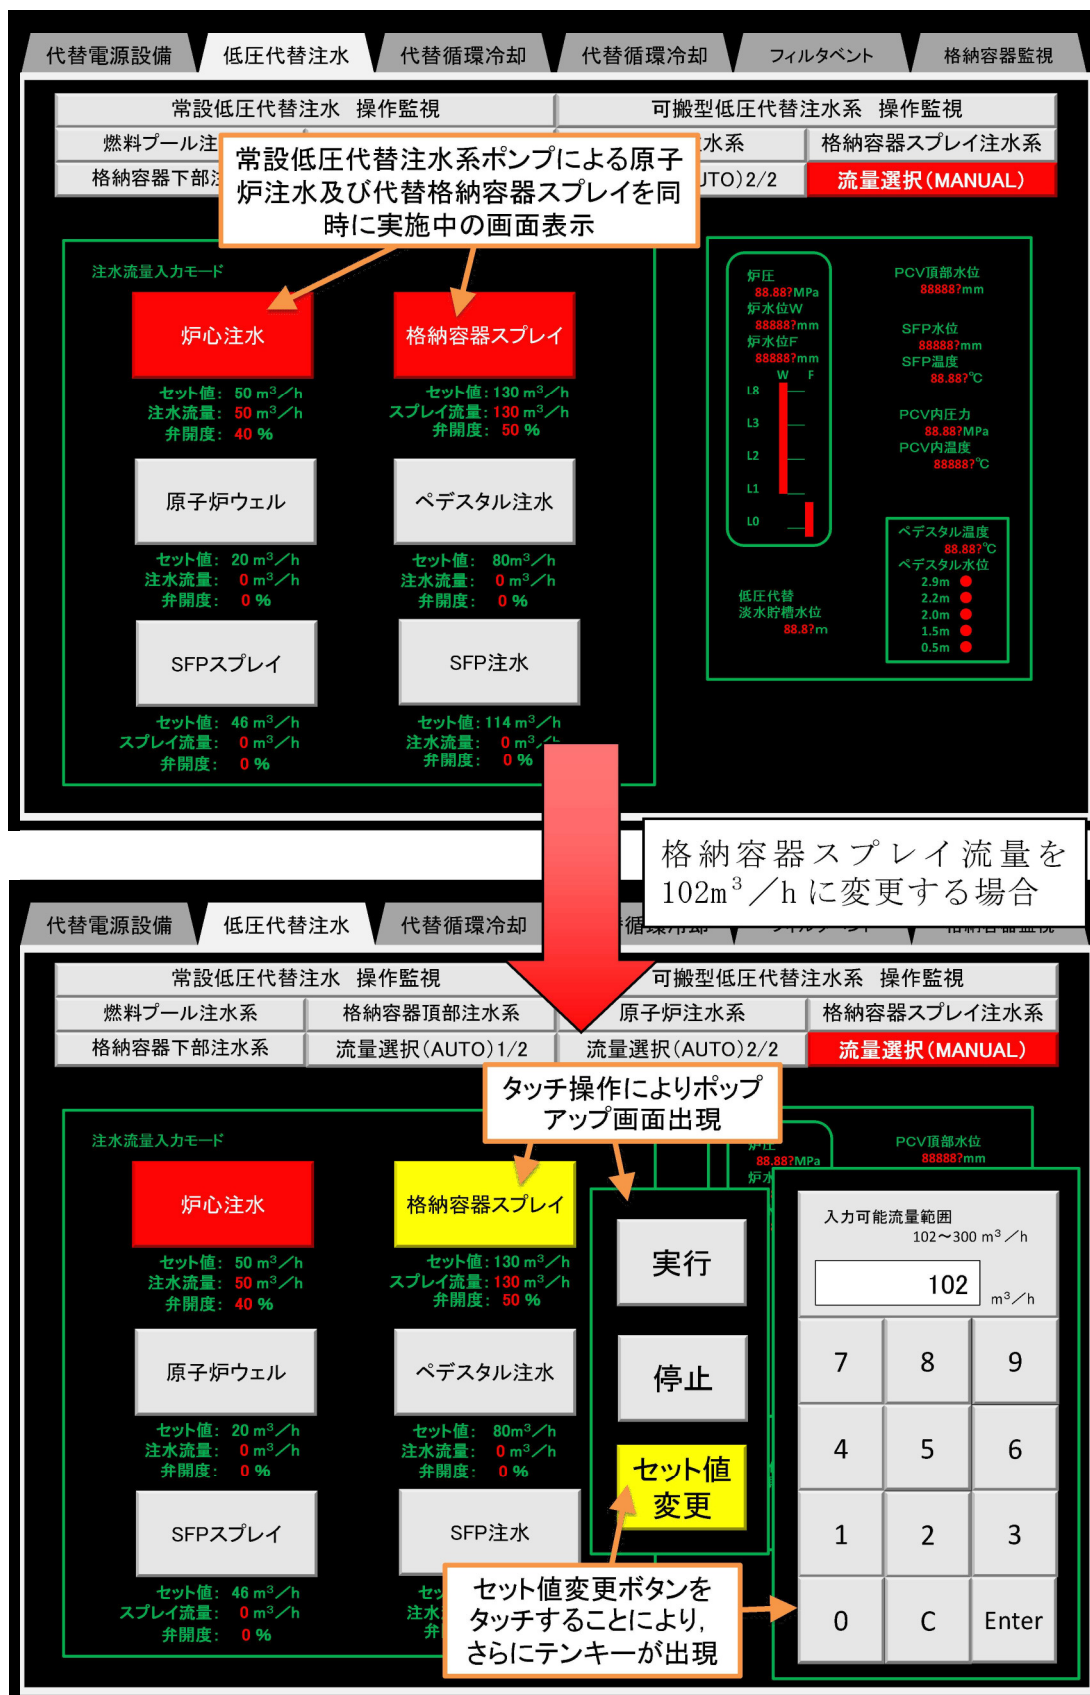 代替電源設備 低圧代替注水 代替循環冷却 代替循環冷却 フィルタベント 格納容器監視
常設低圧代替注水 操作監視 可搬型低圧代替注水系 操作監視
燃料プール注 水系 格納容器スプレイ注水系
格納容器下部 JTO)2/2 流量選択(MANUAL)
常設低圧代替注水系ポンプによる原子
炉注水及び代替格納容器スプレイを同
時に実施中の画面表示
注水流量入力モード
炉心注水 格納容器スプレイ
セット値: 50 m³/h セット値:130 m³/h
注水流量: 50 m³/h スプレイ流量:130 m³/h
弁開度: 40 % 弁開度: 50 %
原子炉ウェル ペデスタル注水
セット値: 20 m³/h セット値: 80m³/h
注水流量: 0 m³/h 注水流量: 0 m³/h
弁開度: 0 % 弁開度: 0 %
SFPスプレイ SFP注水
セット値: 46 m³/h セット値:114 m³/h
スプレイ流量: 0 m³/h 注水流量: 0 m³/h
弁開度: 0 % 弁開度: 0 %
炉圧
88.88?MPa
炉水位W
88888?mm
炉水位F
88888?mm
W F
L8
L3
L2
L1
L0
低圧代替
淡水貯槽水位
88.8?m
PCV頂部水位
88888?mm
SFP水位
88888?mm
SFP温度
88.88?℃
PCV内圧力
88.88?MPa
PCV内温度
88888?℃
ペデスタル温度
88.88?℃
ペデスタル水位
2.9m
2.2m
2.0m
1.5m
0.5m
格納容器スプレイ流量を
102m³/hに変更する場合
代替電源設備 低圧代替注水 代替循環冷却
常設低圧代替注水 操作監視 可搬型低圧代替注水系 操作監視
燃料プール注水系 格納容器頂部注水系 原子炉注水系 格納容器スプレイ注水系
格納容器下部注水系 流量選択(AUTO)1/2 流量選択(AUTO)2/2 流量選択(MANUAL)
タッチ操作によりポップ
アップ画面出現
注水流量入力モード
炉心注水 格納容器スプレイ
セット値: 50 m³/h セット値:130 m³/h
注水流量: 50 m³/h スプレイ流量:130 m³/h
弁開度: 40 % 弁開度: 50 %
原子炉ウェル ペデスタル注水
セット値: 20 m³/h セット値: 80m³/h
注水流量: 0 m³/h 注水流量: 0 m³/h
弁開度: 0 % 弁開度: 0 %
SFPスプレイ SFP注水
セット値: 46 m³/h
スプレイ流量: 0 m³/h 注水
弁開度: 0 %
88.88?MPa
PCV頂部水位
88888?mm
実行
停止
セット値
変更
入力可能流量範囲
102～300 m³/h
102 m³/h
7 8 9
4 5 6
1 2 3
0 C Enter
セット値変更ボタンを
タッチすることにより,
さらにテンキーが出現